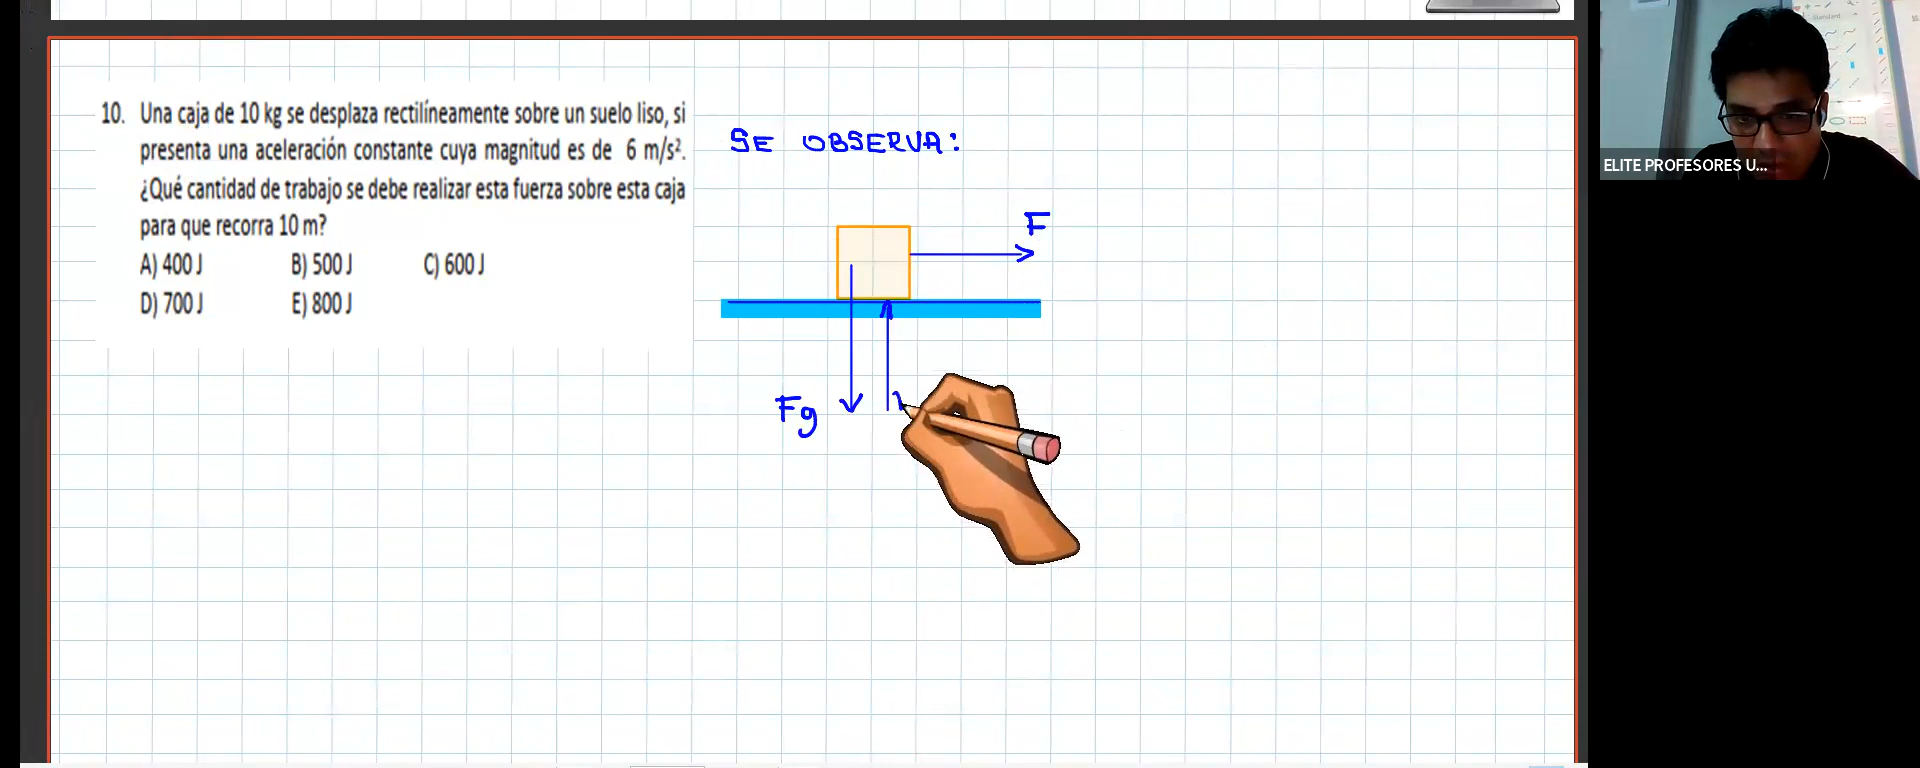 10. Una caja de 10 kg se desplaza rectilíneamente sobre un suelo liso, si
presenta una aceleración constante cuya magnitud es de 6 m/s².
¿Qué cantidad de trabajo se debe realizar esta fuerza sobre esta caja
para que recorra 10 m?
A) 400 J B) 500 J C) 600 J
D) 700 J E) 800 J
SE OBSERVA:
F
Fg
Standard
ELITE PROFESORES U...